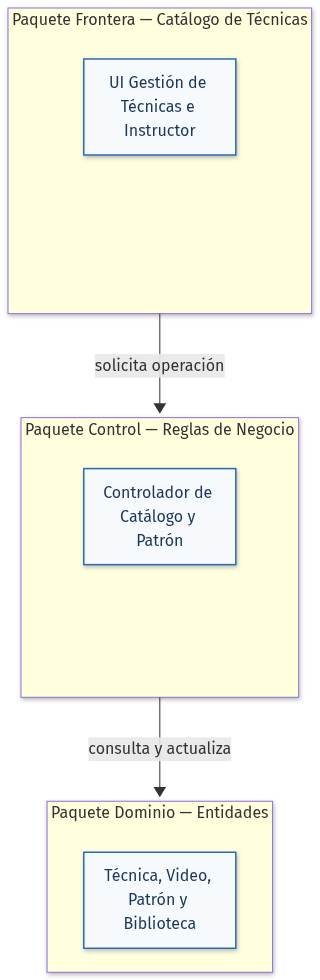 Paquete Frontera — Catálogo de Técnicas
UI Gestión de
Técnicas e
Instructor
solicita operación
Paquete Control — Reglas de Negocio
Controlador de
Catálogo y
Patrón
consulta y actualiza
Paquete Dominio — Entidades
Técnica, Video,
Patrón y
Biblioteca